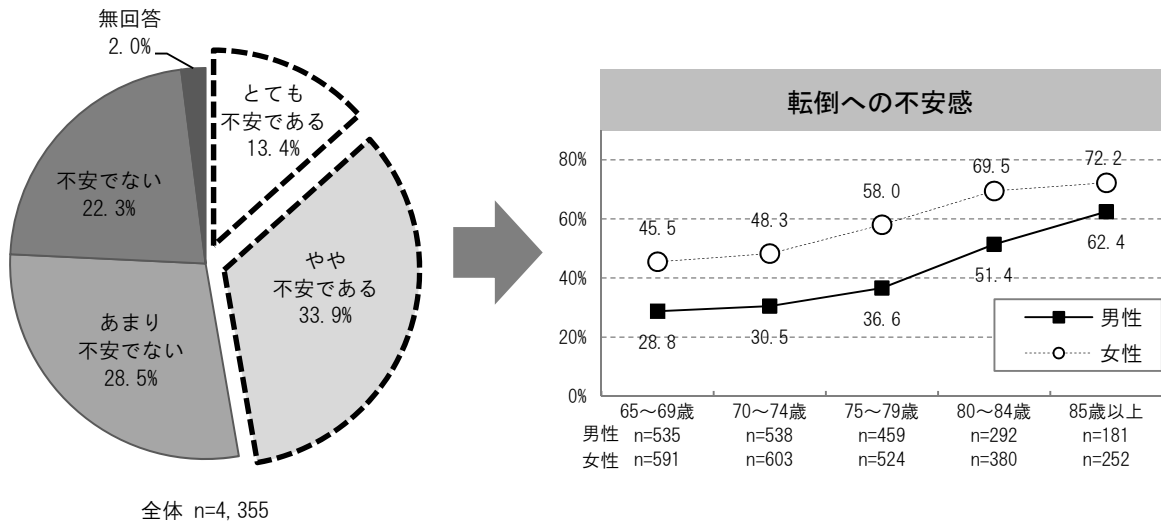 無回答
2.0%
とても
不安である
13.4%
やや
不安である
33.9%
あまり
不安でない
28.5%
不安でない
22.3%
全体 n=4,355
転倒への不安感
80%
60%
40%
20%
0%
45.5
48.3
58.0
69.5
72.2
28.8
30.5
36.6
51.4
62.4
男性
女性
65～69歳 70～74歳 75～79歳 80～84歳 85歳以上
男性 n=535 n=538 n=459 n=292 n=181
女性 n=591 n=603 n=524 n=380 n=252